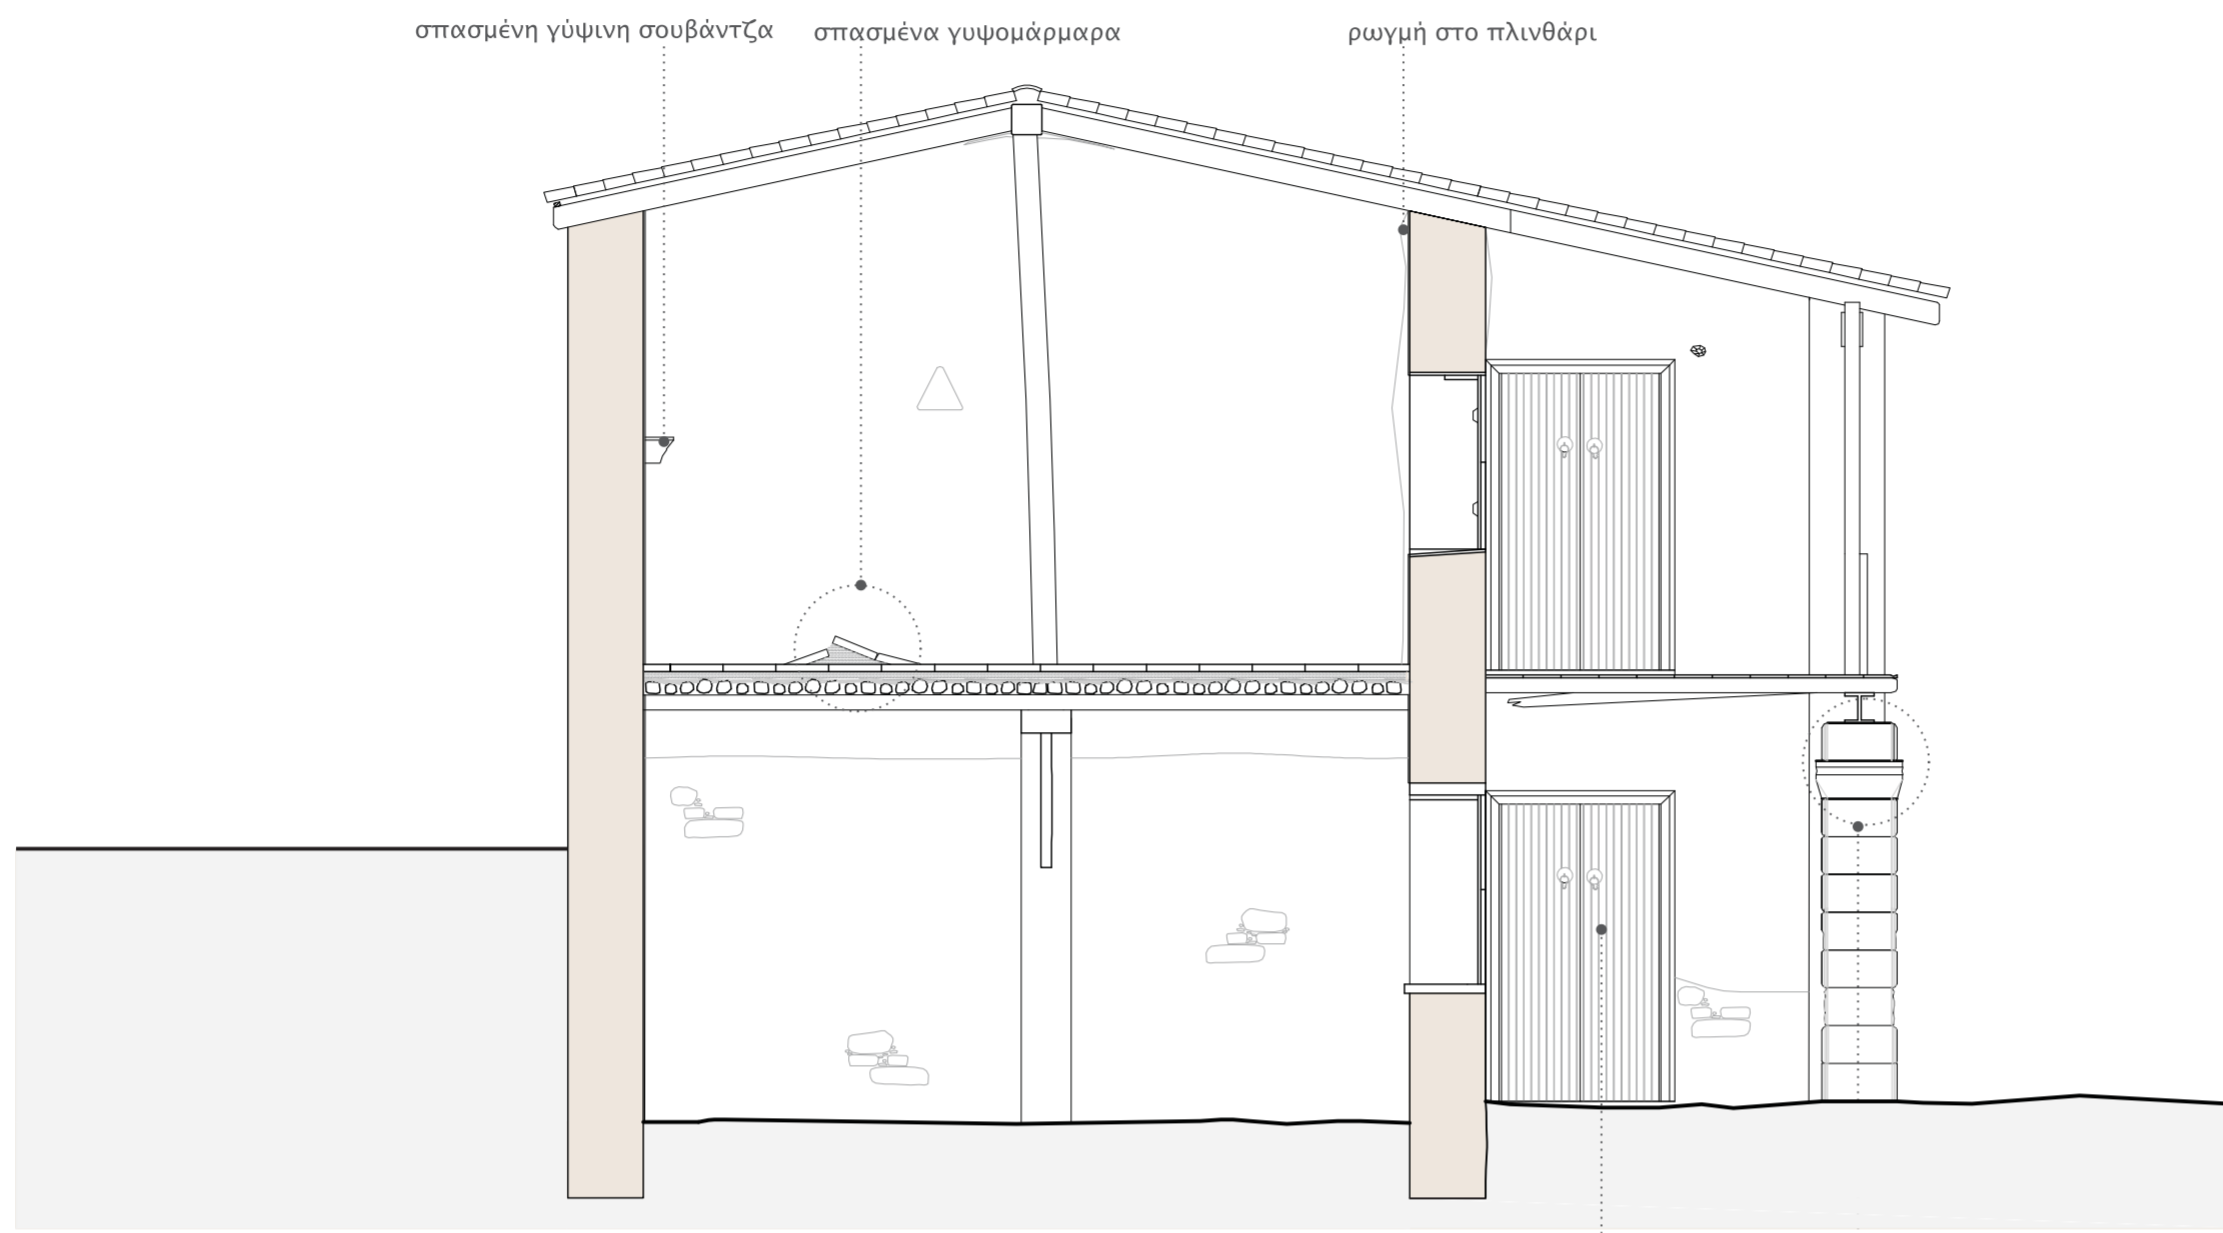 σπασμένη γύψινη σουβάντζα
σπασμένα γυψομάρμαρα
ρωγμή στο πλινθάρι